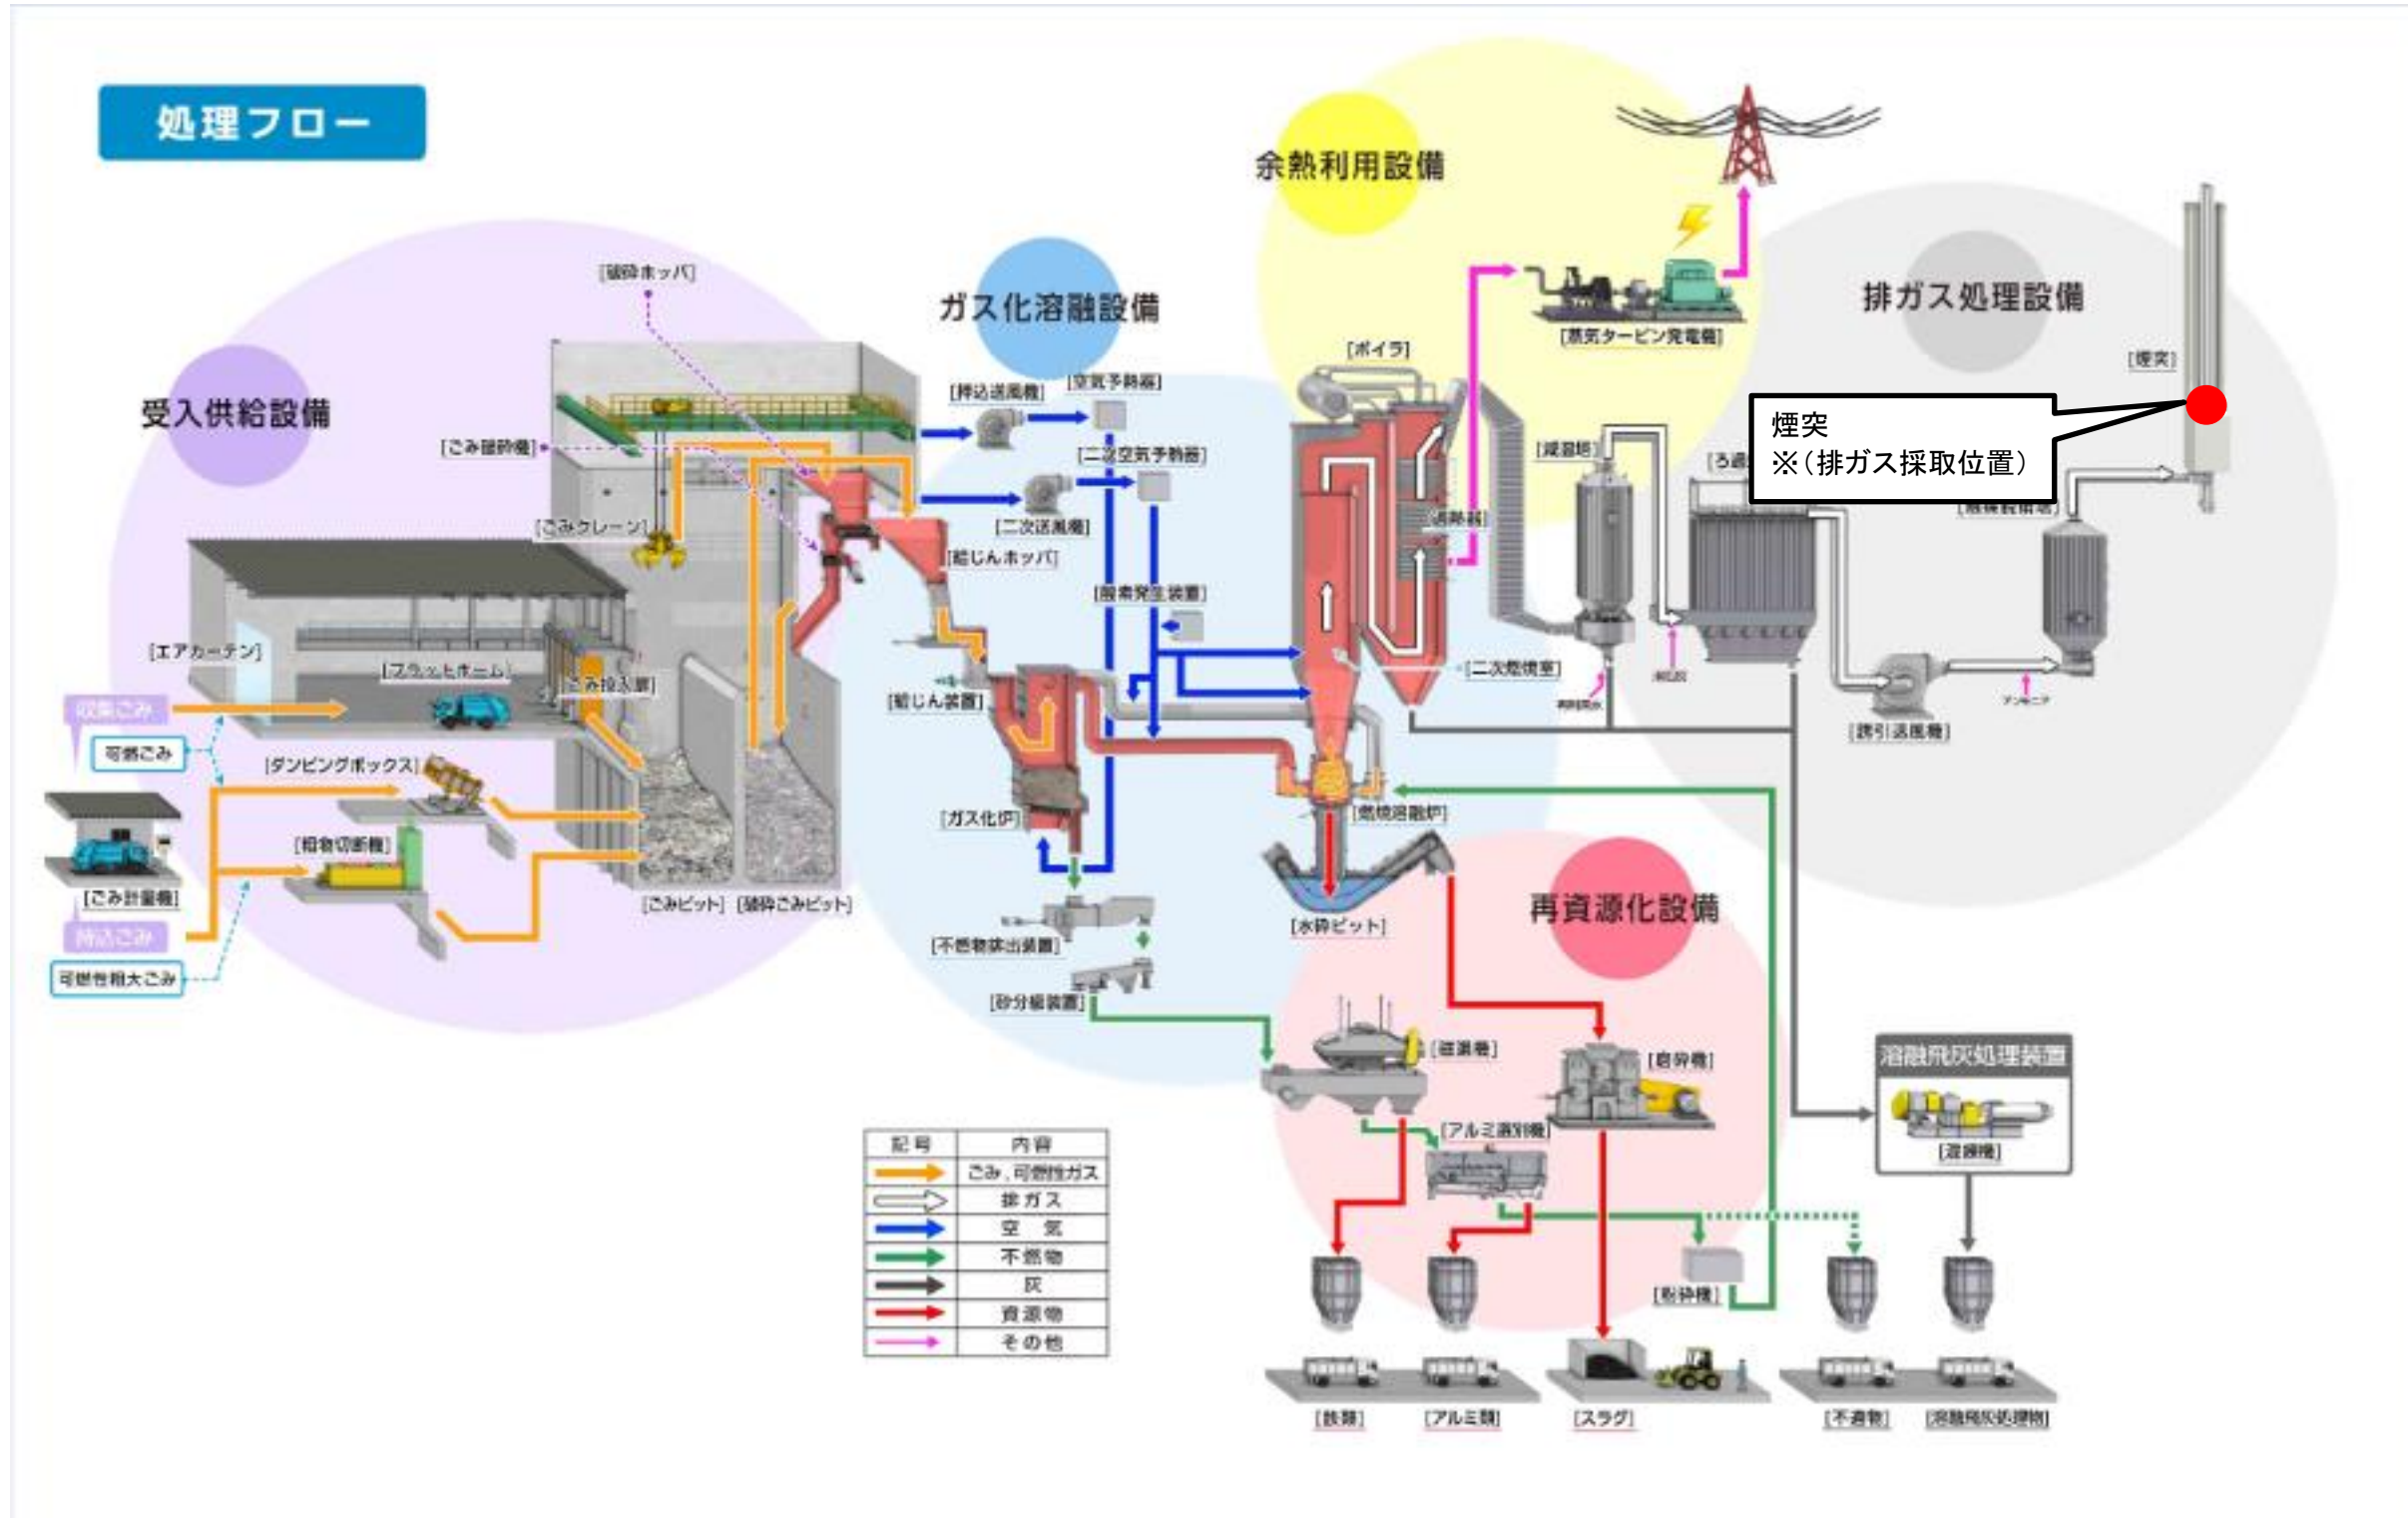 処理フロー
余熱利用設備
ガス化溶融設備
排ガス処理設備
受入供給設備
再資源化設備
[破砕ホッパ]
[ごみ破砕機]
[ごみクレーン]
[エアカーテン]
[プラットホーム]
[ごみ投入扉]
収集ごみ
可燃ごみ
[ダンピングボックス]
[粗物切断機]
[ごみ計量機]
持込ごみ
可燃性粗大ごみ
[ごみピット]
[破砕ごみピット]
[押込送風機]
[空気予熱器]
[二次空気予熱器]
[二次送風機]
[給じんホッパ]
[酸素発生装置]
[給じん装置]
[ガス化炉]
[不燃物排出装置]
[砂分級装置]
[ボイラ]
[過熱器]
[二次燃焼室]
[燃焼溶融炉]
[水砕ピット]
[蒸気タービン発電機]
[減温塔]
[煙突]
煙突
※(排ガス採取位置)
[誘引送風機]
アンモニア
[磁選機]
[磨砕機]
[アルミ選別機]
[粉砕機]
溶融飛灰処理装置
[混練機]
[鉄類]
[アルミ類]
[スラグ]
[不適物]
[溶融飛灰処理物]
記号 内容
ごみ、可燃性ガス
排ガス
空 気
不燃物
灰
資源物
その他